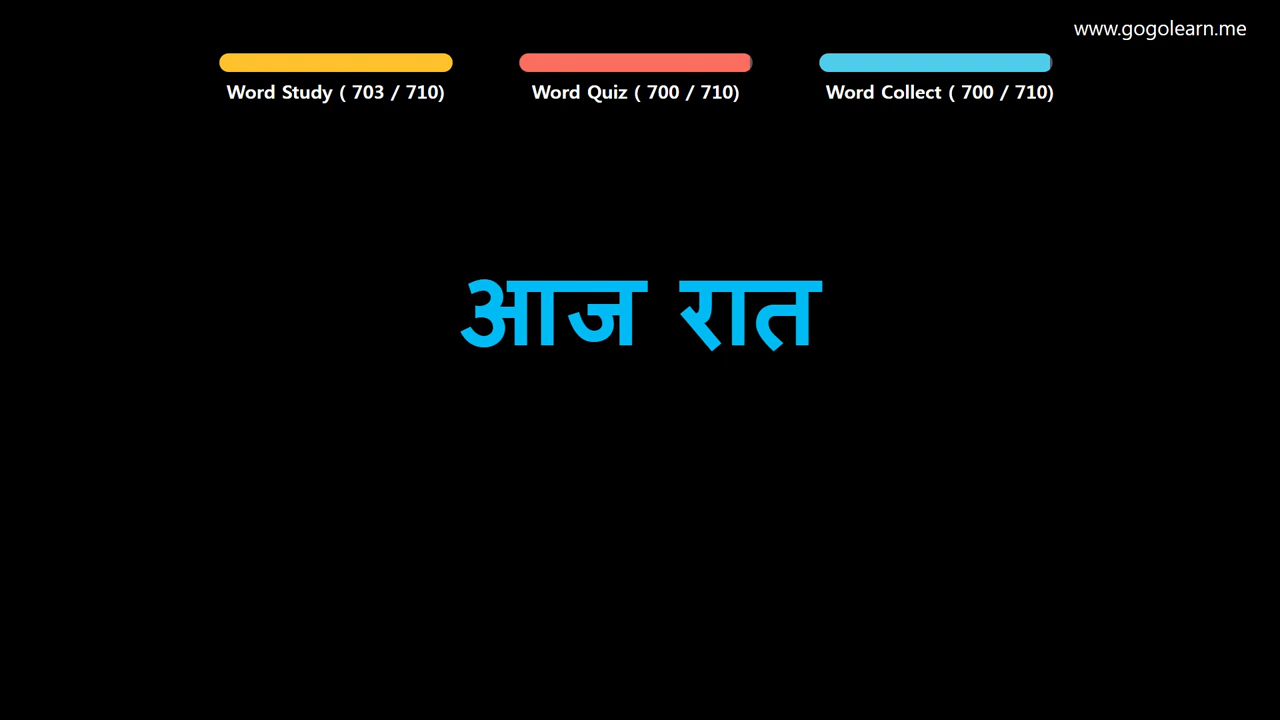 www.gogolearn.me
Word Study ( 703 / 710)
Word Quiz ( 700 / 710)
Word Collect ( 700 / 710)
आज रात